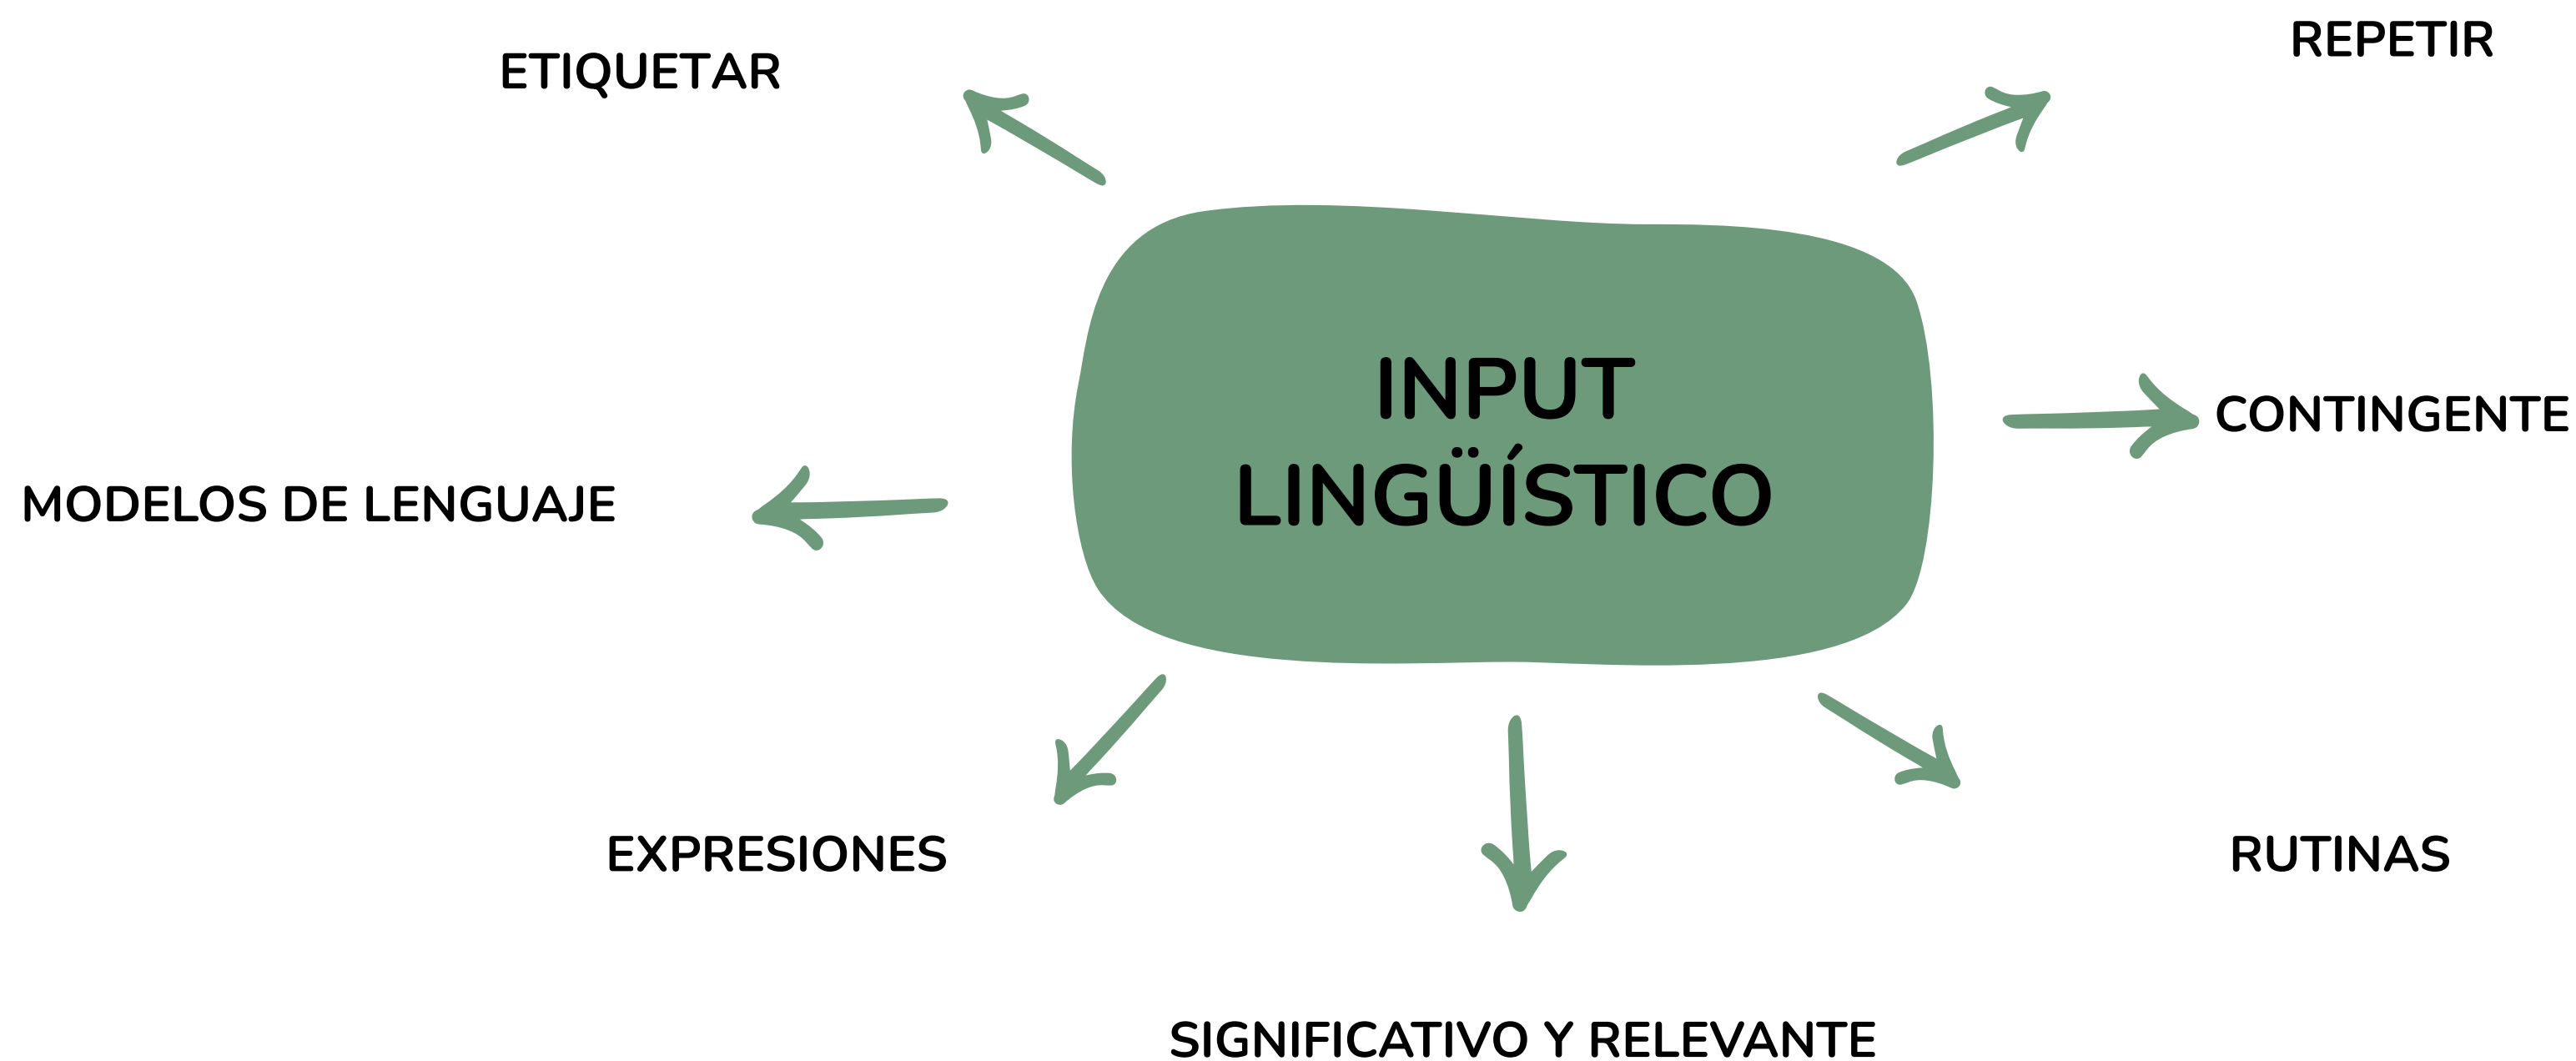 REPETIR
ETIQUETAR
INPUT
LINGÜÍSTICO
CONTINGENTE
MODELOS DE LENGUAJE
EXPRESIONES
RUTINAS
SIGNIFICATIVO Y RELEVANTE